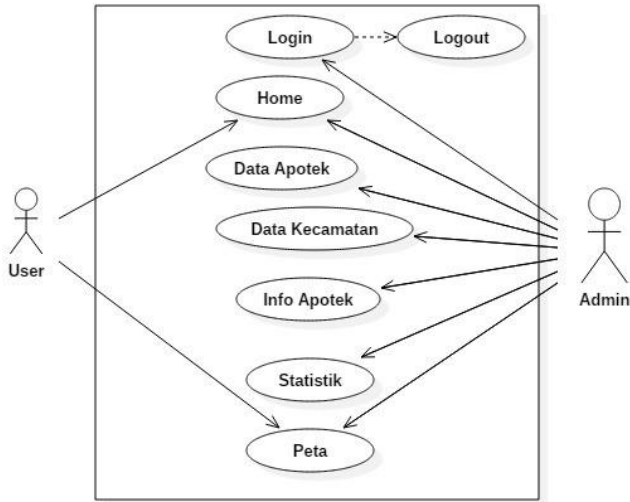 Login
Logout
Home
Data Apotek
Data Kecamatan
User
Info Apotek
Admin
Statistik
Peta